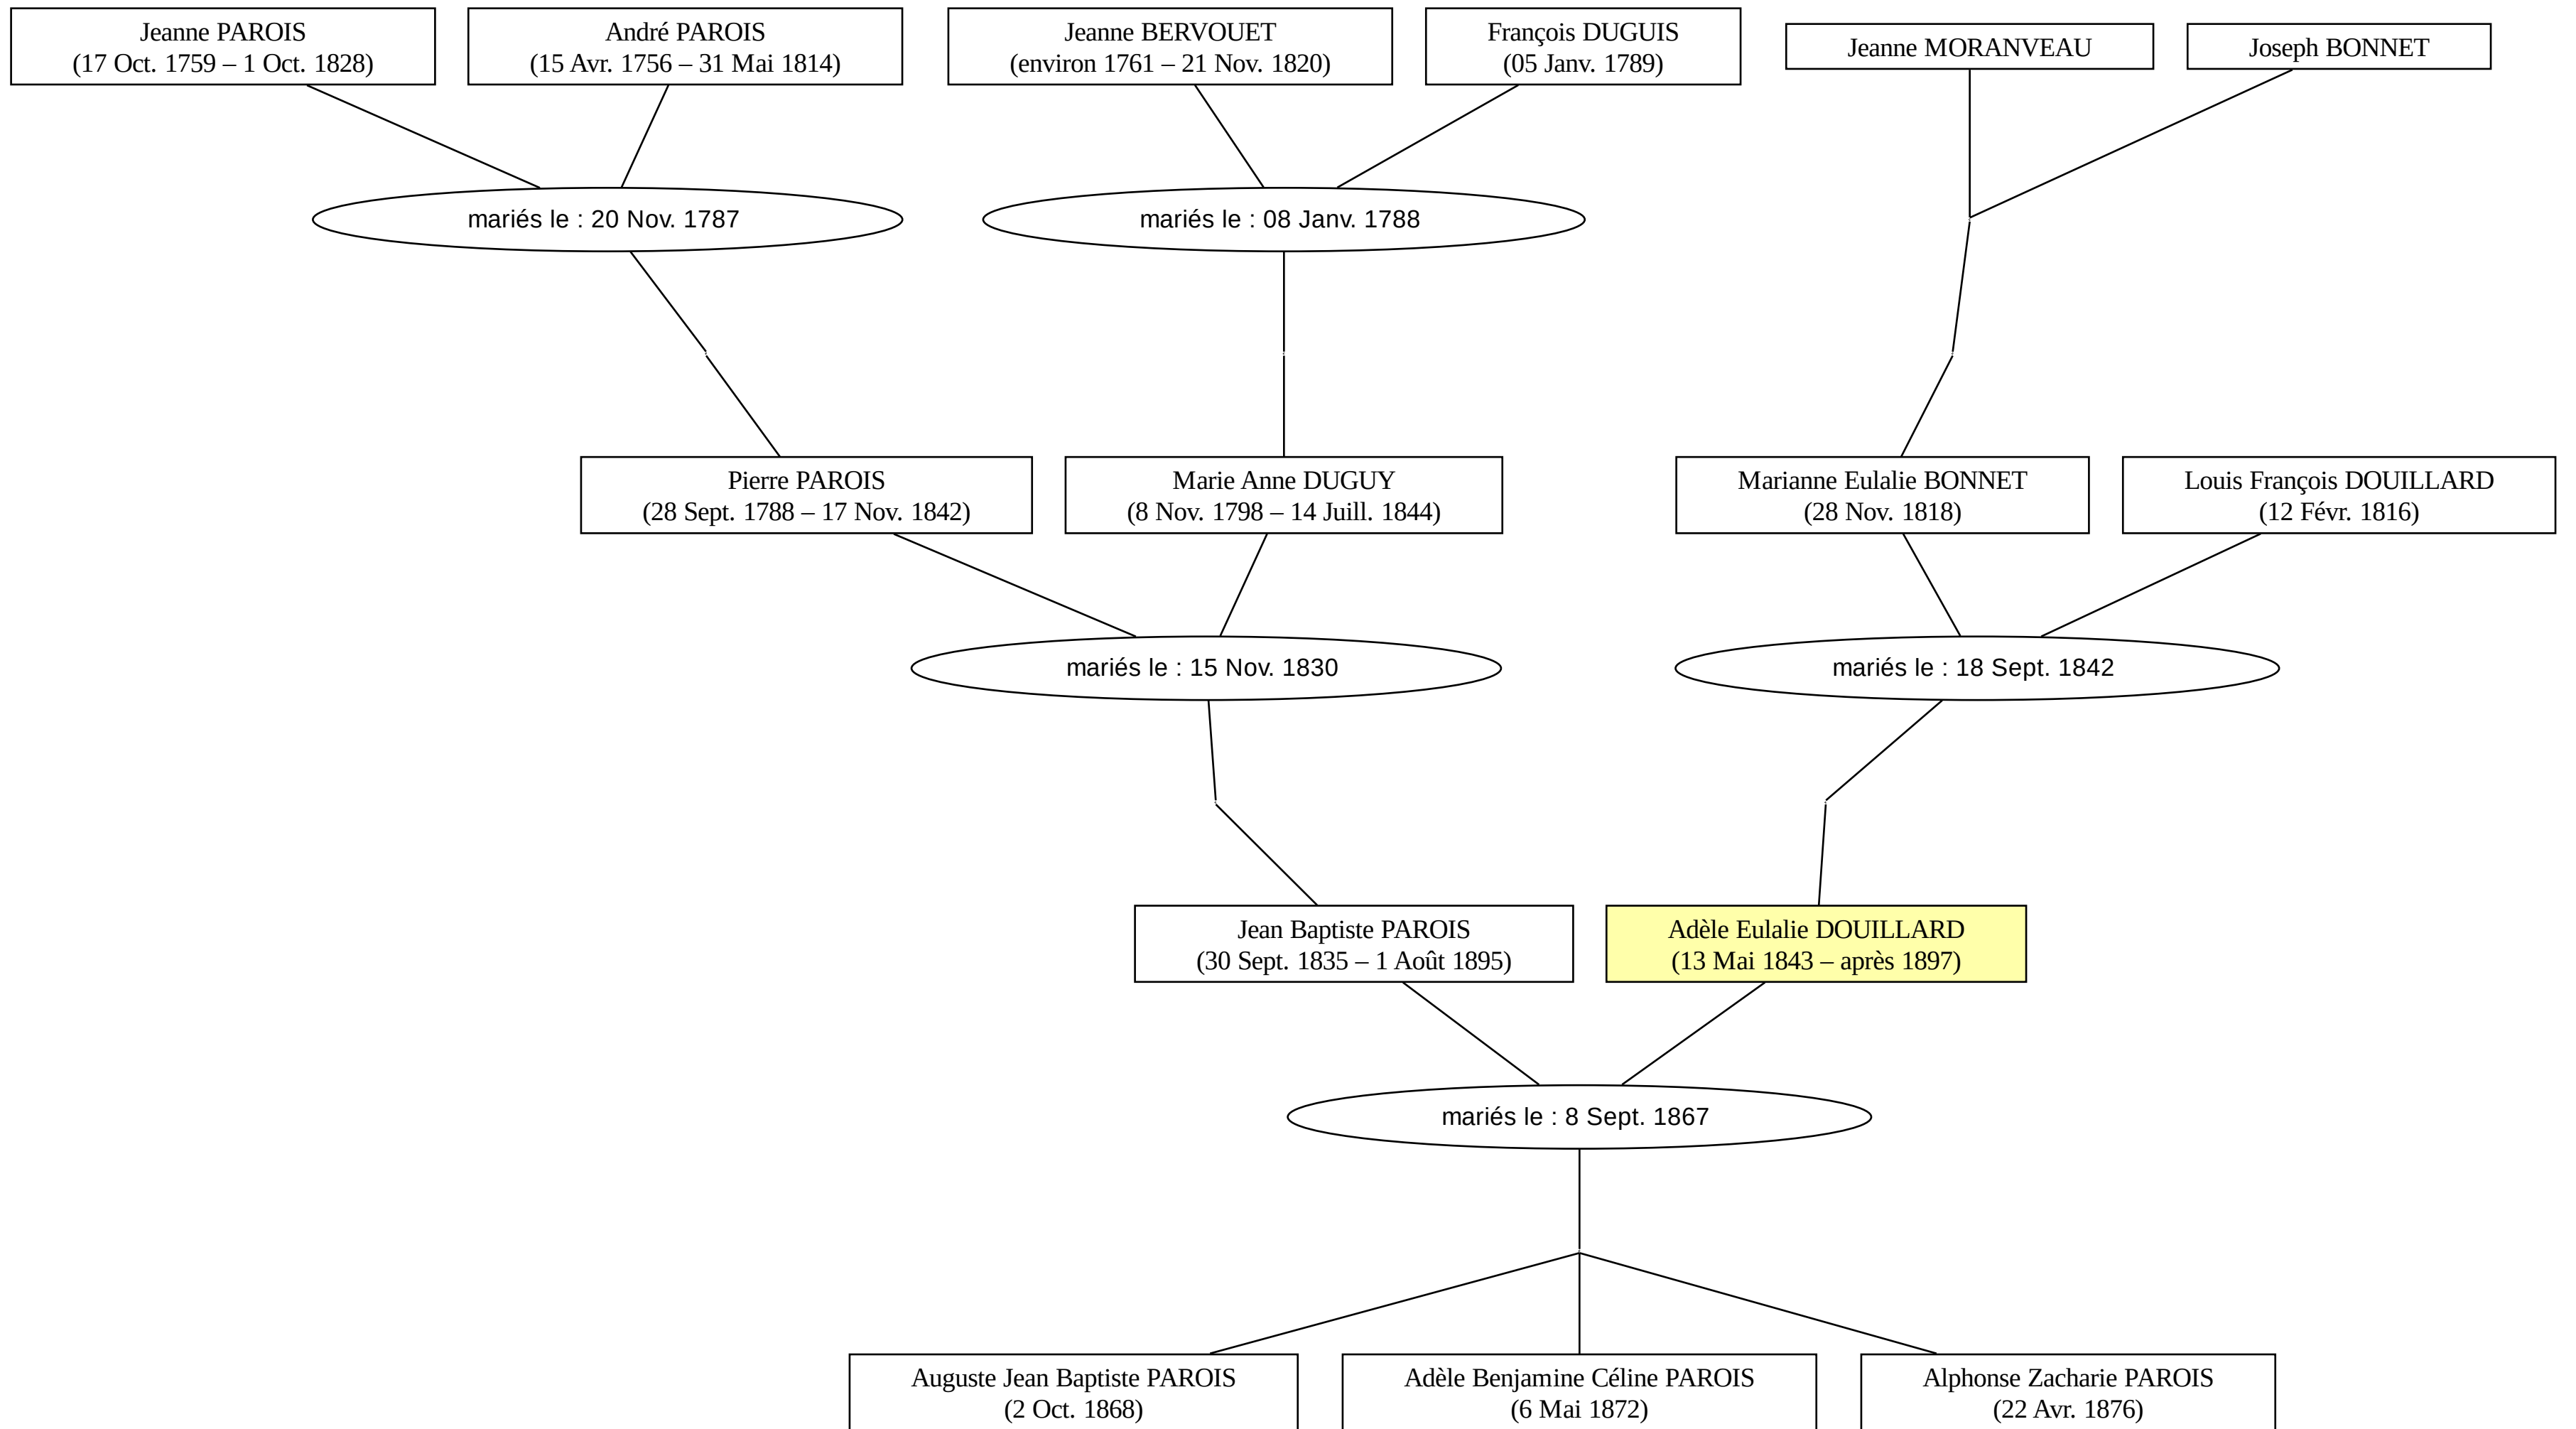 Jeanne PAROIS
(17 Oct. 1759 – 1 Oct. 1828)
André PAROIS
(15 Avr. 1756 – 31 Mai 1814)
Jeanne BERVOUET
(environ 1761 – 21 Nov. 1820)
François DUGUIS
(05 Janv. 1789)
Jeanne MORANVEAU
Joseph BONNET
mariés le : 20 Nov. 1787
mariés le : 08 Janv. 1788
Pierre PAROIS
(28 Sept. 1788 – 17 Nov. 1842)
Marie Anne DUGUY
(8 Nov. 1798 – 14 Juill. 1844)
Marianne Eulalie BONNET
(28 Nov. 1818)
Louis François DOUILLARD
(12 Févr. 1816)
mariés le : 15 Nov. 1830
mariés le : 18 Sept. 1842
Jean Baptiste PAROIS
(30 Sept. 1835 – 1 Août 1895)
Adèle Eulalie DOUILLARD
(13 Mai 1843 – après 1897)
mariés le : 8 Sept. 1867
Auguste Jean Baptiste PAROIS
(2 Oct. 1868)
Adèle Benjamine Céline PAROIS
(6 Mai 1872)
Alphonse Zacharie PAROIS
(22 Avr. 1876)